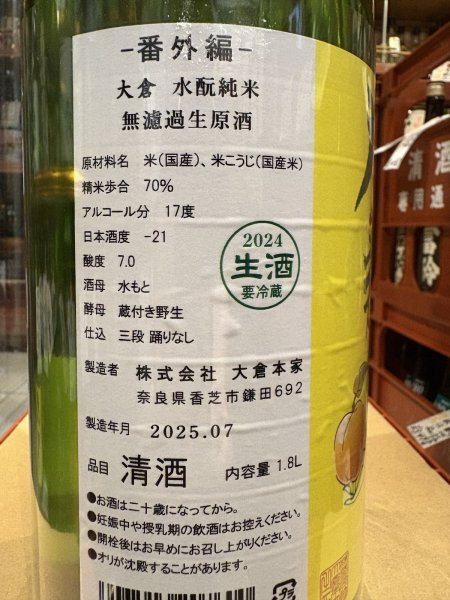 -番外編-
大倉 水酛純米
無濾過生原酒
原材料名 米(国産)、米こうじ(国産米)
精米歩合 70%
アルコール分 17度
日本酒度 -21
酸度 7.0
酒母 水もと
酵母 蔵付き野生
仕込 三段 踊りなし
2024
生酒
要冷蔵
製造者 株式会社 大倉本家
奈良県香芝市鎌田692
製造年月 2025.07
品目 清酒 内容量 1.8L
●お酒は二十歳になってから。
●妊娠中や授乳期の飲酒はお控えください。
●開栓後はお早めにお召し上がりください。
●オリが沈殿することがあります。
清酒
専用通